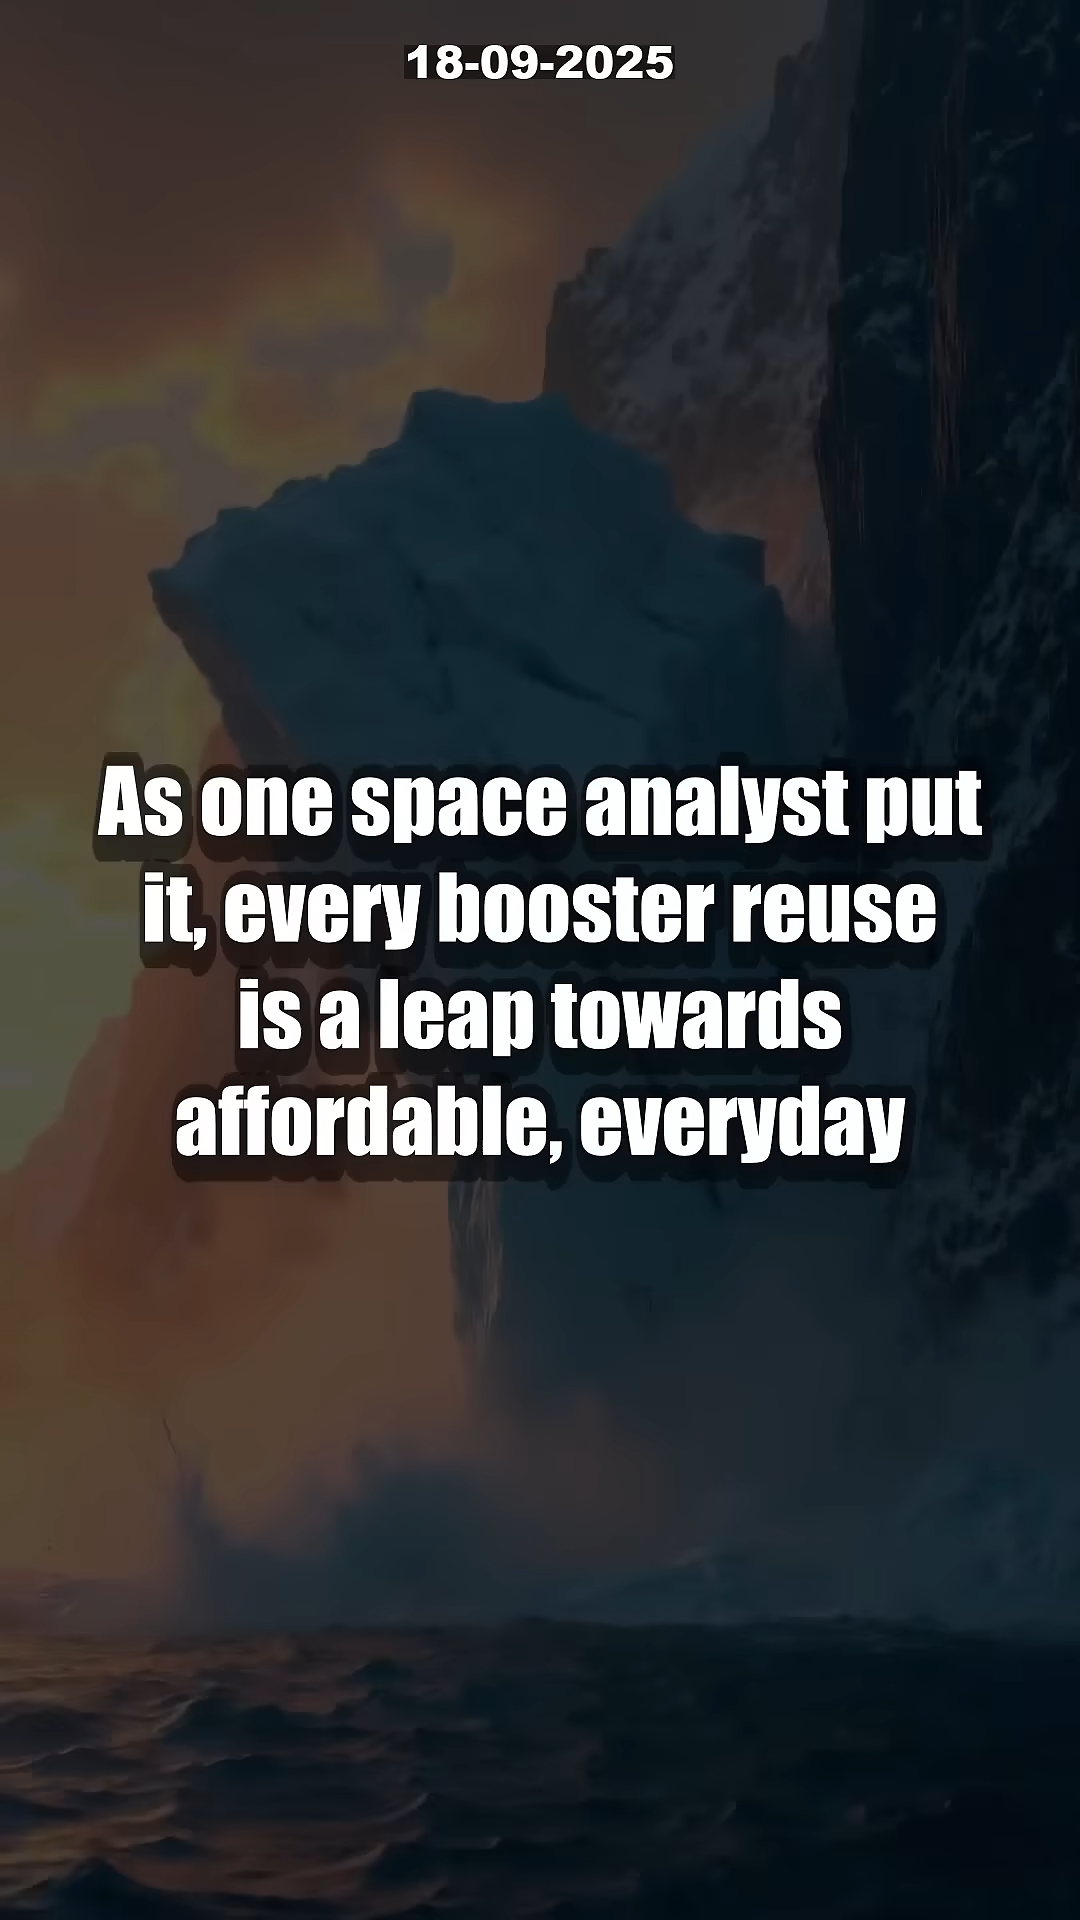 18-09-2025
As one space analyst put
it, every booster reuse
is a leap towards
affordable, everyday